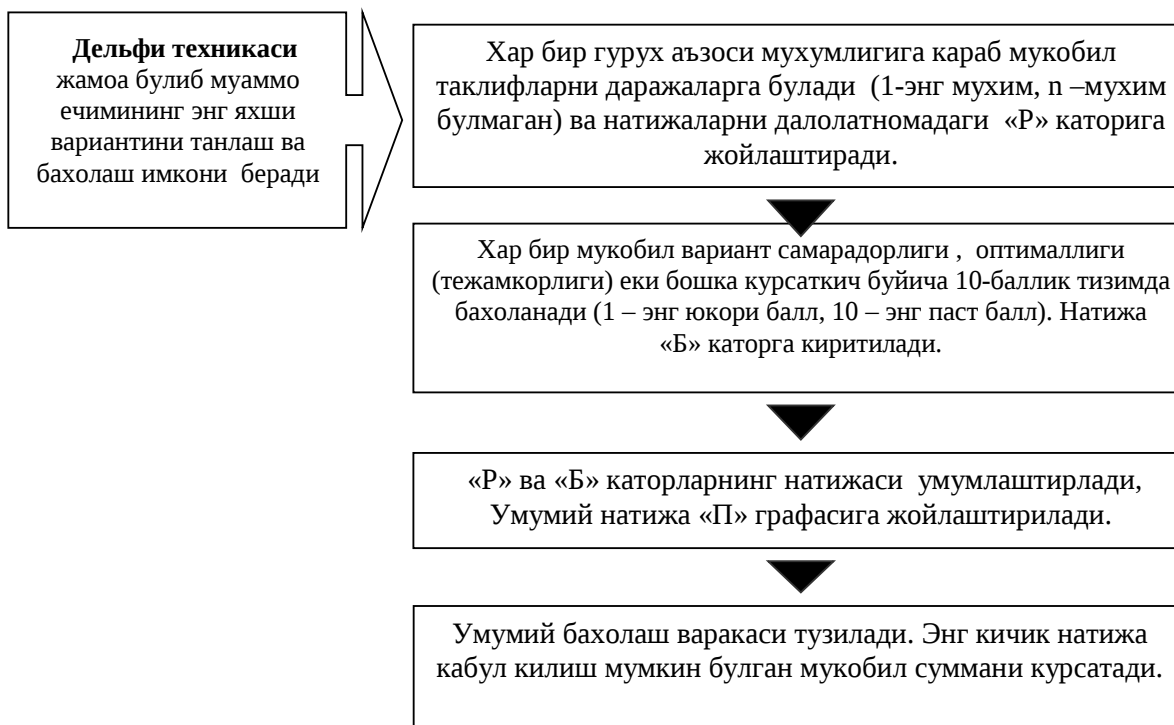 Дельфи техникаси
жамоа булиб муаммо
ечимининг энг яхши
вариантини танлаш ва
бахолаш имкони беради
Хар бир гурух аъзоси мухумлигига караб мукобил
таклифларни даражаларга булади (1-энг мухим, n –мухим
булмаган) ва натижаларни далолатномадаги «Р» каторига
жойлаштиради.
Хар бир мукобил вариант самарадорлиги , оптималлиги
(тежамкорлиги) еки бошка курсаткич буйича 10-баллик тизимда
бахоланади (1 – энг юкори балл, 10 – энг паст балл). Натижа
«Б» каторга киритилади.
«Р» ва «Б» каторларнинг натижаси умумлаштирлади,
Умумий натижа «П» графасига жойлаштирилади.
Умумий бахолаш варакаси тузилади. Энг кичик натижа
кабул килиш мумкин булган мукобил суммани курсатади.